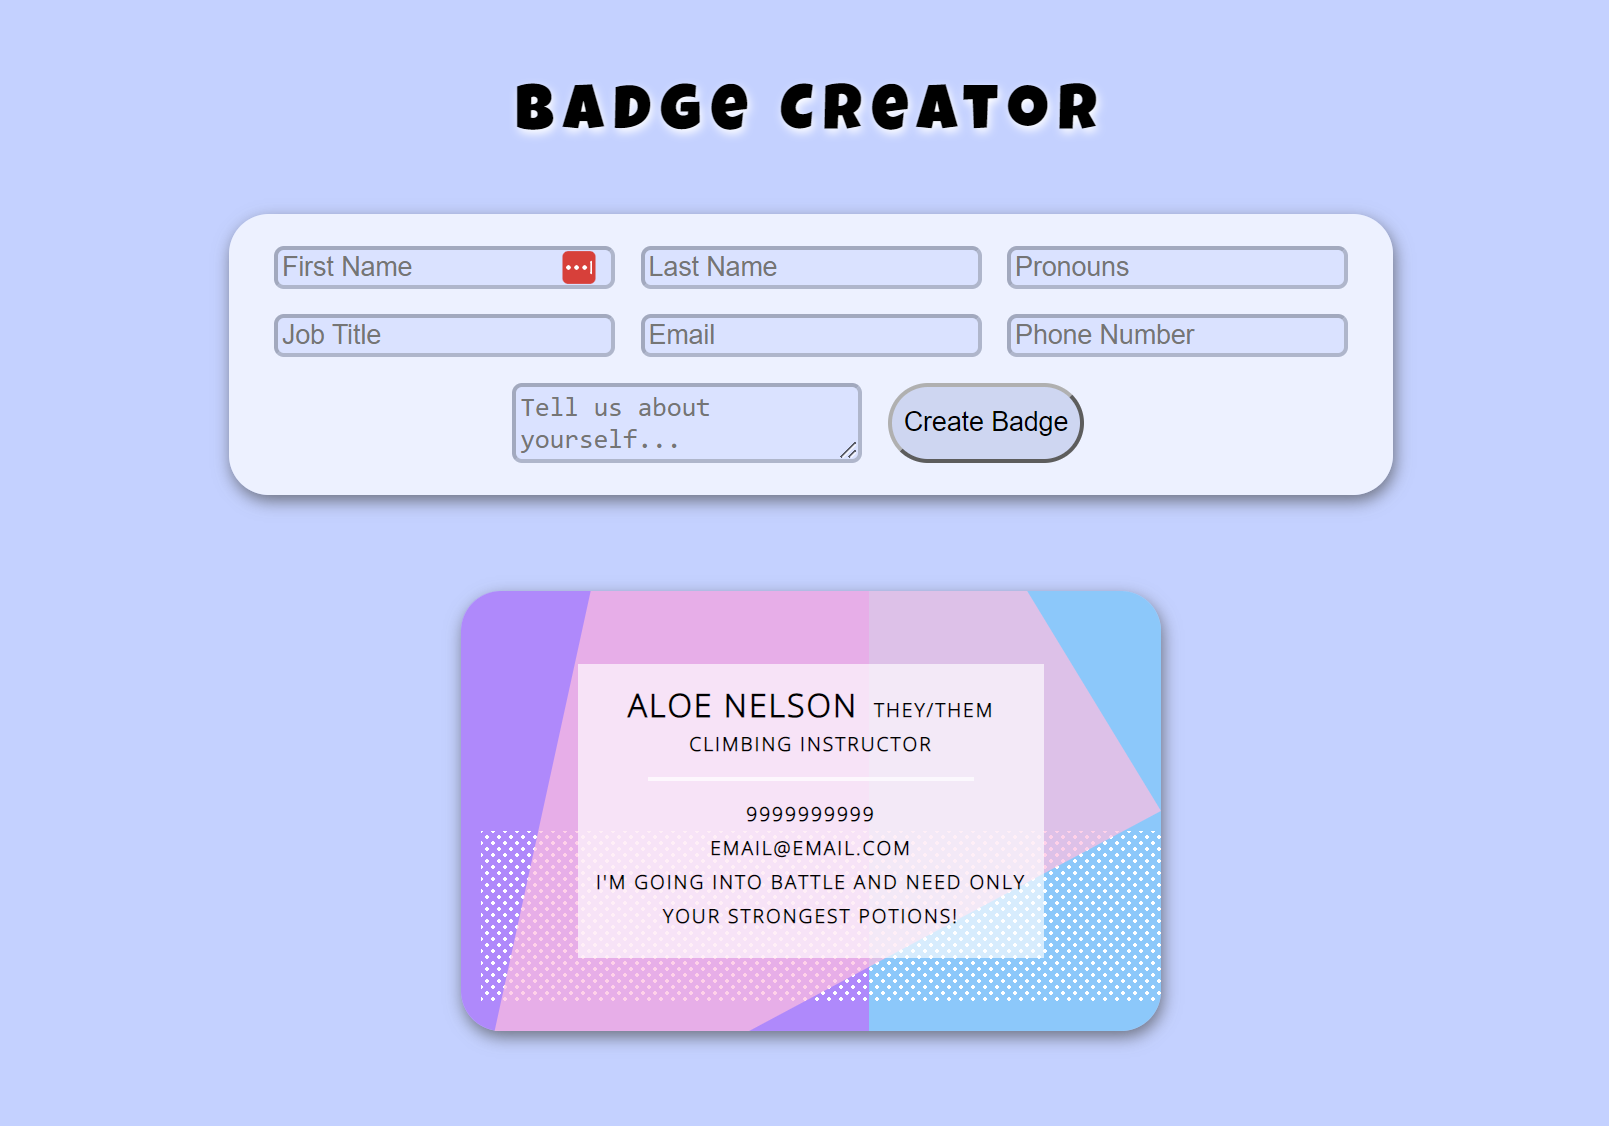 BADGe CReATOR
First Name
Last Name
Pronouns
Job Title
Email
Phone Number
Tell us about
yourself...
Create Badge
ALOE NELSON THEY/THEM
CLIMBING INSTRUCTOR
9999999999
EMAIL@EMAIL.COM
I'M GOING INTO BATTLE AND NEED ONLY
YOUR STRONGEST POTIONS!